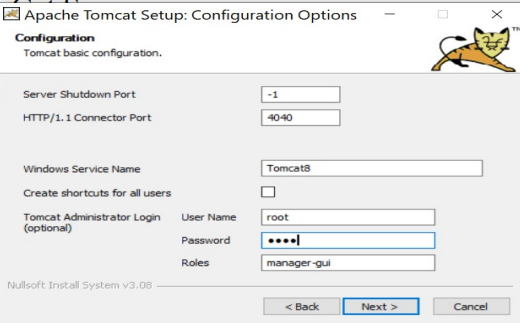 Apache Tomcat Setup: Configuration Options
Configuration
Tomcat basic configuration.
TM
Server Shutdown Port -1
HTTP/1.1 Connector Port 4040
Windows Service Name Tomcat8
Create shortcuts for all users
Tomcat Administrator Login (optional) User Name root
Password ••••
Roles manager-gui
Nullsoft Install System v3.08
< Back Next > Cancel